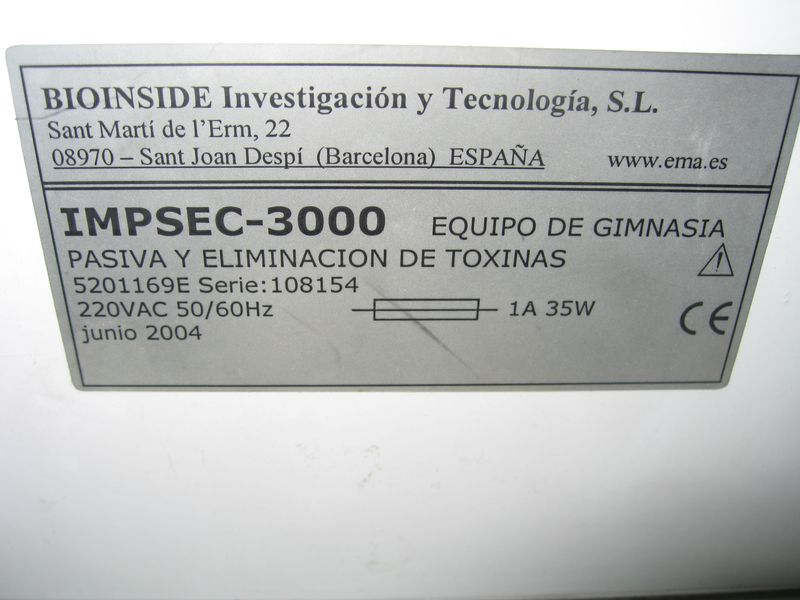 BIOINSIDE Investigación y Tecnología, S.L.
Sant Martí de l'Erm, 22
08970 – Sant Joan Despí (Barcelona) ESPAÑA www.ema.es
IMPSEC-3000 EQUIPO DE GIMNASIA
PASIVA Y ELIMINACION DE TOXINAS
5201169E Serie:108154
220VAC 50/60Hz 1A 35W
junio 2004 CE